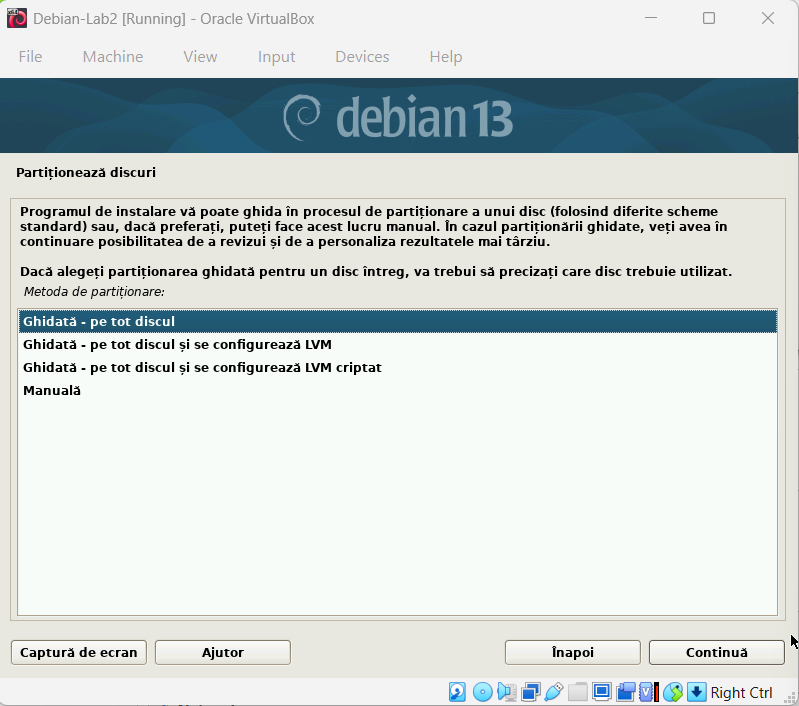 Debian-Lab2 [Running] - Oracle VirtualBox
File Machine View Input Devices Help
debian 13
Partiționează discuri
Programul de instalare vă poate ghida în procesul de partiționare a unui disc (folosind diferite scheme
standard) sau, dacă preferați, puteți face acest lucru manual. În cazul partiționării ghidate, veți avea în
continuare posibilitatea de a revizui și de a personaliza rezultatele mai târziu.
Dacă alegeți partiționarea ghidată pentru un disc întreg, va trebui să precizați care disc trebuie utilizat.
Metoda de partiționare:
Ghidată - pe tot discul
Ghidată - pe tot discul și se configurează LVM
Ghidată - pe tot discul și se configurează LVM criptat
Manuală
Captură de ecran Ajutor Înapoi Continuă
Right Ctrl